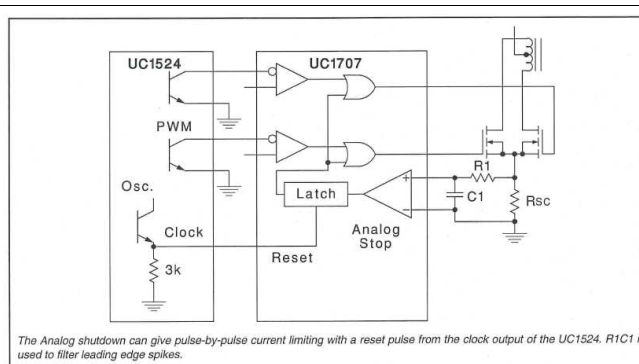 UC1524
UC1707
PWM
R1
Latch
C1
Rsc
Osc.
+
−
Analog
Stop
Clock
Reset
3k
The Analog shutdown can give pulse-by-pulse current limiting with a reset pulse from the clock output of the UC1524. R1C1
used to filter leading edge spikes.